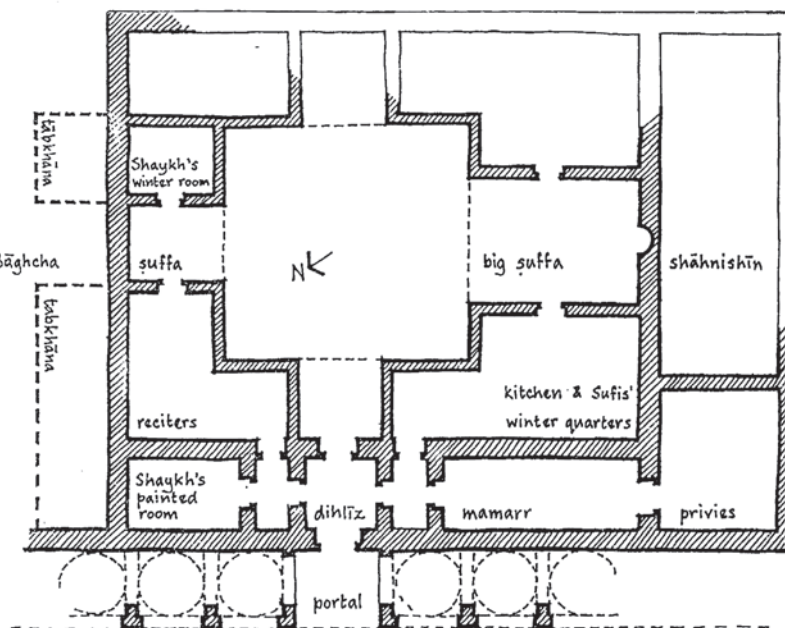 tābkhāna
Shaykh's
winter room
bāghcha
ṣuffa
N
big ṣuffa
shāhnishīn
tabkhāna
reciters
kitchen & Sufis'
winter quarters
Shaykh's
painted
room
dihlīz
mamarr
privies
portal